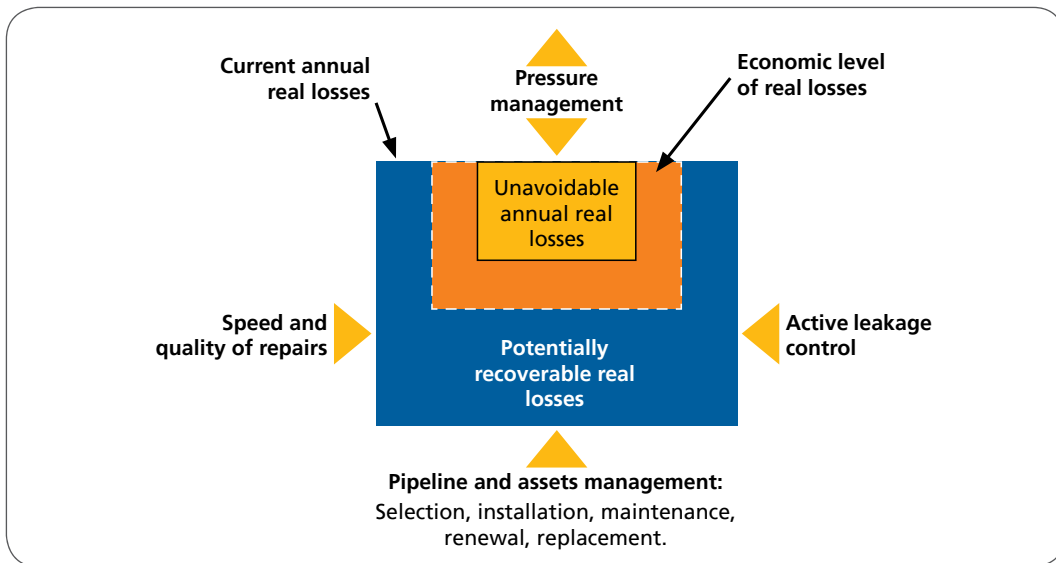 Current annual
real losses
Pressure
management
Economic level
of real losses
Unavoidable
annual real
losses
Speed and
quality of repairs
Potentially
recoverable real
losses
Active leakage
control
Pipeline and assets management:
Selection, installation, maintenance,
renewal, replacement.